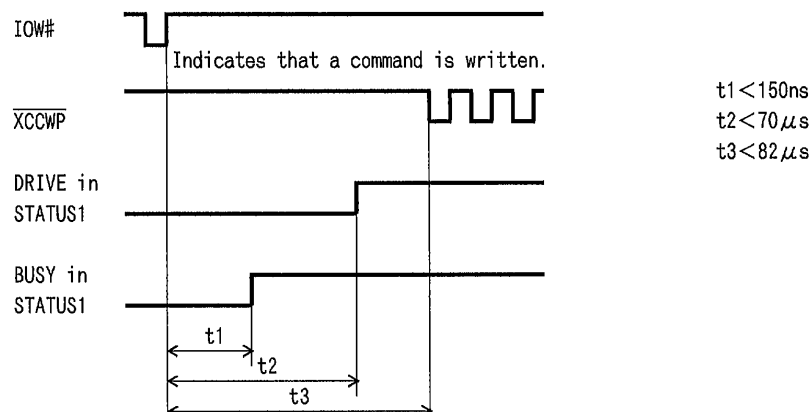 IOW#
Indicates that a command is written.
XCCWP
t1<150ns
t2<70μs
t3<82μs
DRIVE in
STATUS1
BUSY in
STATUS1
t1
t2
t3